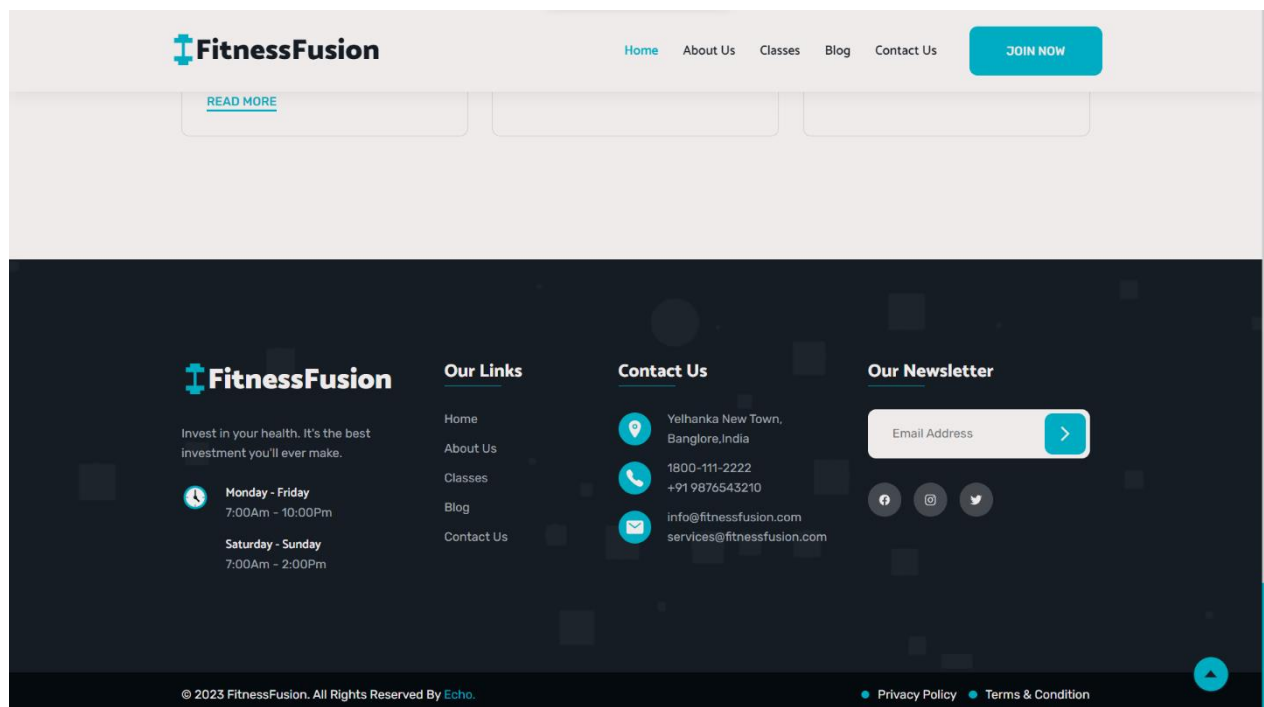 FitnessFusion
Home About Us Classes Blog Contact Us JOIN NOW
READ MORE
FitnessFusion
Invest in your health. It's the best
investment you'll ever make.
Monday - Friday
7:00Am - 10:00Pm
Saturday - Sunday
7:00Am - 2:00Pm
Our Links
Home
About Us
Classes
Blog
Contact Us
Contact Us
Yelhanka New Town,
Banglore,India
1800-111-2222
+91 9876543210
info@fitnessfusion.com
services@fitnessfusion.com
Our Newsletter
Email Address
© 2023 FitnessFusion. All Rights Reserved By Echo.
Privacy Policy Terms & Condition